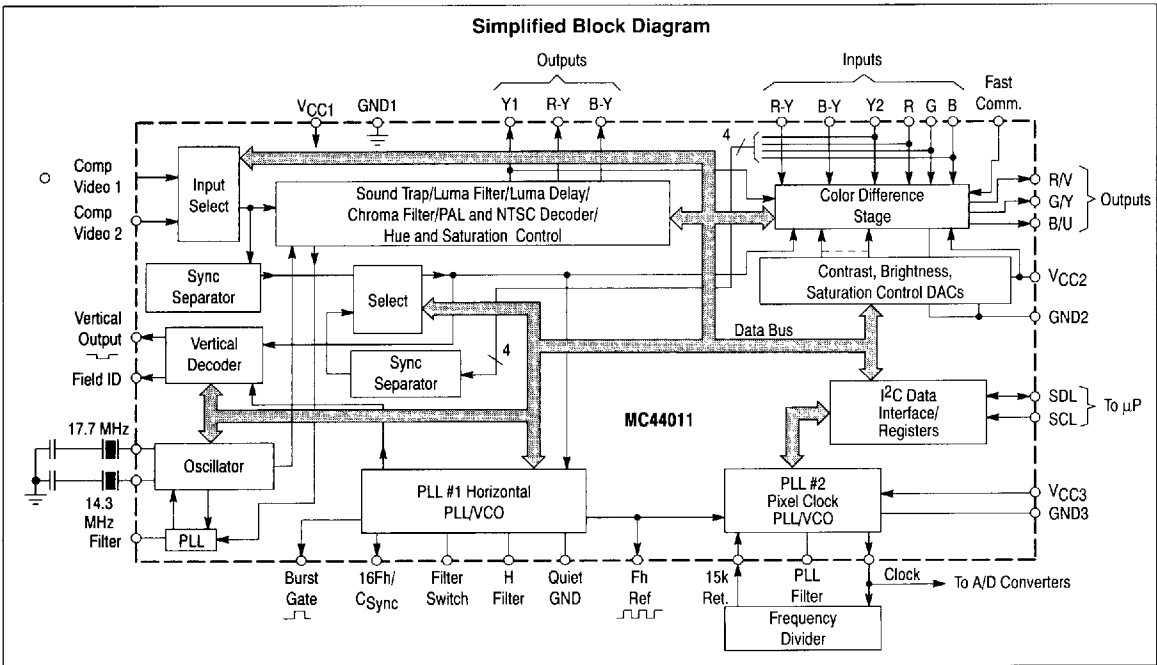 Simplified Block Diagram
Outputs
Inputs
VCC1
GND1
Y1
R-Y
B-Y
R-Y
B-Y
Y2
R
G
B
Fast
Comm.
4
Comp
Video 1
Comp
Video 2
Input
Select
Sound Trap/Luma Filter/Luma Delay/
Chroma Filter/PAL and NTSC Decoder/
Hue and Saturation Control
Color Difference
Stage
R/V
G/Y
B/U
Outputs
Sync
Separator
Select
Contrast, Brightness,
Saturation Control DACs
VCC2
GND2
Vertical
Output
Field ID
Vertical
Decoder
Sync
Separator
4
Data Bus
I2C Data
Interface/
Registers
SDL
SCL
To μP
MC44011
17.7 MHz
14.3
MHz
Filter
Oscillator
PLL
PLL #1 Horizontal
PLL/VCO
PLL #2
Pixel Clock
PLL/VCO
VCC3
GND3
Burst
Gate
16Fh/
CSync
Filter
Switch
H
Filter
Quiet
GND
Fh
Ref
15k
Ret.
PLL
Filter
Clock
To A/D Converters
Frequency
Divider